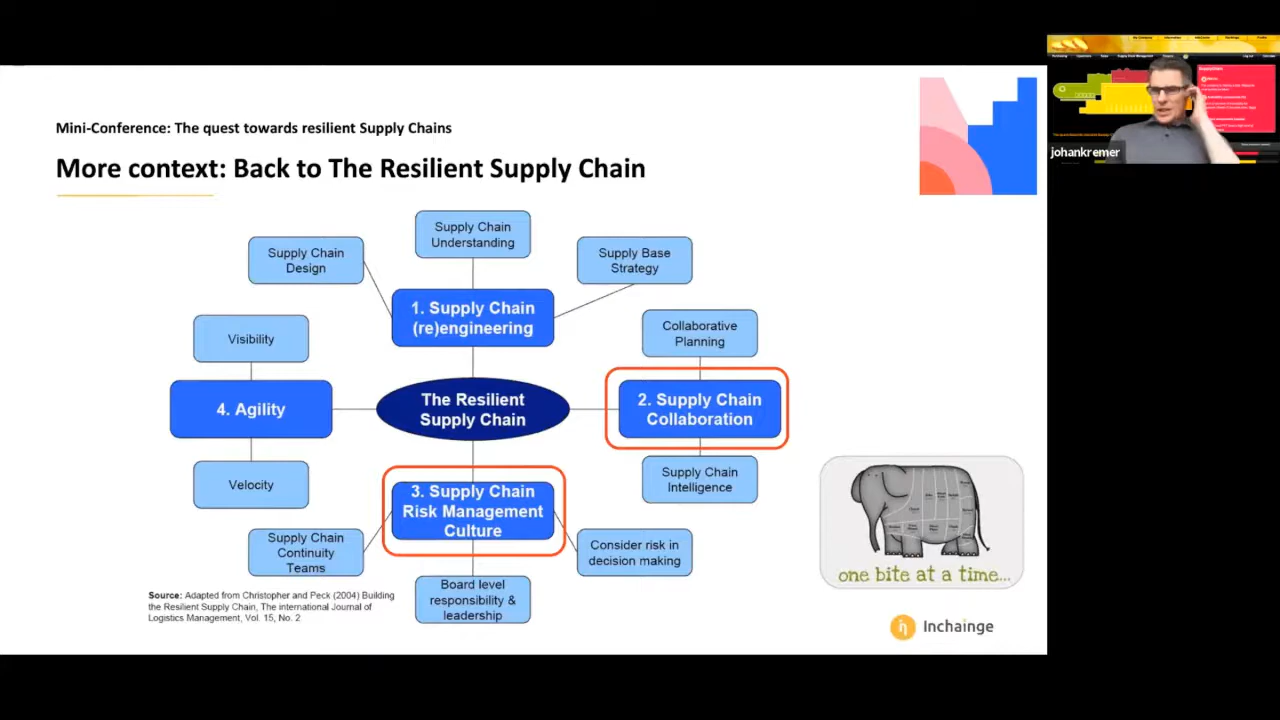 Mini-Conference: The quest towards resilient Supply Chains
More context: Back to The Resilient Supply Chain
Supply Chain
Understanding
Supply Chain
Design
Supply Base
Strategy
1. Supply Chain
(re)engineering
Visibility
Collaborative
Planning
4. Agility
The Resilient
Supply Chain
2. Supply Chain
Collaboration
Velocity
Supply Chain
Intelligence
3. Supply Chain
Risk Management
Culture
Supply Chain
Continuity
Teams
Consider risk in
decision making
Board level
responsibility &
leadership
Source: Adapted from Christopher and Peck (2004) Building
the Resilient Supply Chain, The international Journal of
Logistics Management, Vol. 15, No. 2
one bite at a time...
Inchainge
johankremer